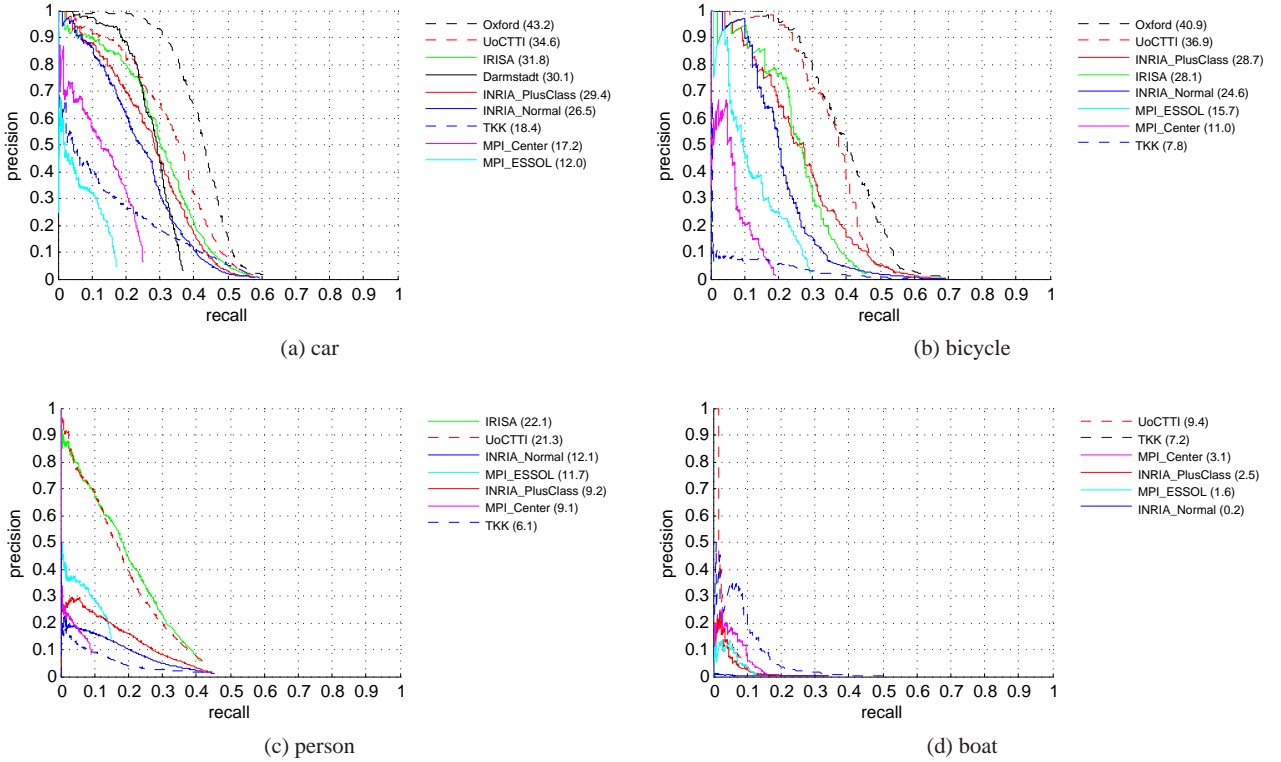 1
0.9
0.8
0.7
0.6
0.5
0.4
0.3
0.2
0.1
0
precision
0 0.1 0.2 0.3 0.4 0.5 0.6 0.7 0.8 0.9 1
recall
Oxford (43.2)
UoCTTI (34.6)
IRISA (31.8)
Darmstadt (30.1)
INRIA_PlusClass (29.4)
INRIA_Normal (26.5)
TKK (18.4)
MPI_Center (17.2)
MPI_ESSOL (12.0)
(a) car
1
0.9
0.8
0.7
0.6
0.5
0.4
0.3
0.2
0.1
0
precision
0 0.1 0.2 0.3 0.4 0.5 0.6 0.7 0.8 0.9 1
recall
Oxford (40.9)
UoCTTI (36.9)
INRIA_PlusClass (28.7)
IRISA (28.1)
INRIA_Normal (24.6)
MPI_ESSOL (15.7)
MPI_Center (11.0)
TKK (7.8)
(b) bicycle
1
0.9
0.8
0.7
0.6
0.5
0.4
0.3
0.2
0.1
0
precision
0 0.1 0.2 0.3 0.4 0.5 0.6 0.7 0.8 0.9 1
recall
IRISA (22.1)
UoCTTI (21.3)
INRIA_Normal (12.1)
MPI_ESSOL (11.7)
INRIA_PlusClass (9.2)
MPI_Center (9.1)
TKK (6.1)
(c) person
1
0.9
0.8
0.7
0.6
0.5
0.4
0.3
0.2
0.1
0
precision
0 0.1 0.2 0.3 0.4 0.5 0.6 0.7 0.8 0.9 1
recall
UoCTTI (9.4)
TKK (7.2)
MPI_Center (3.1)
INRIA_PlusClass (2.5)
MPI_ESSOL (1.6)
INRIA_Normal (0.2)
(d) boat